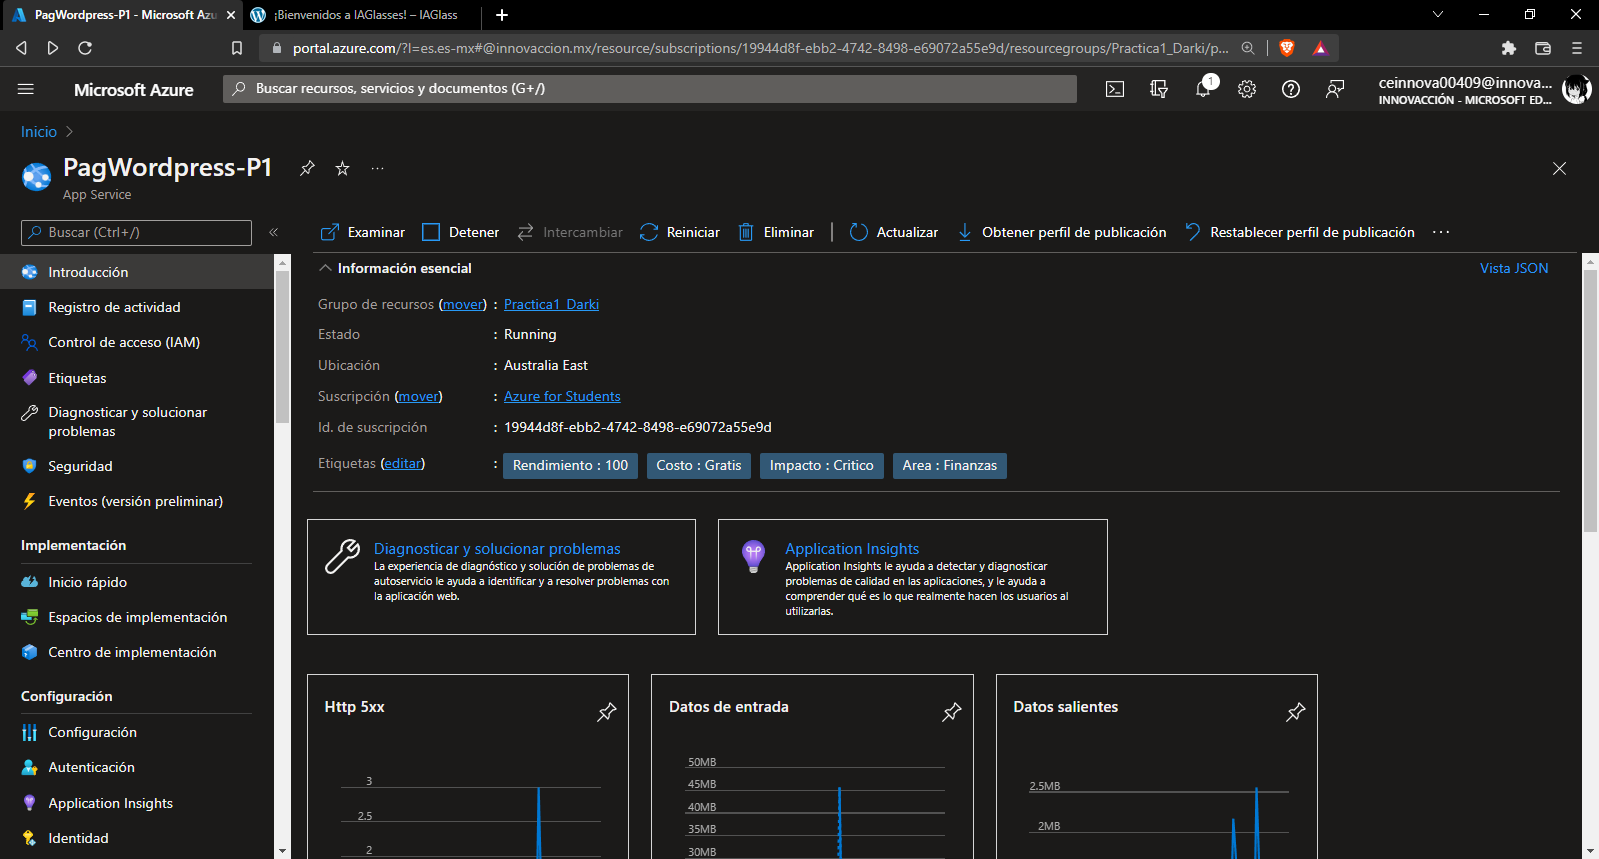 PagWordpress-P1 - Microsoft Azu
¡Bienvenidos a IAGlasses! – IAGlass
portal.azure.com/?l=es.es-mx#@innovaccion.mx/resource/subscriptions/19944d8f-ebb2-4742-8498-e69072a55e9d/resourcegroups/Practica1_Darki/p...
Microsoft Azure
Buscar recursos, servicios y documentos (G+/)
1
ceinnova00409@innova...
INNOVACCIÓN - MICROSOFT ED...
Inicio
PagWordpress-P1
App Service
Buscar (Ctrl+/)
Examinar
Detener
Intercambiar
Reiniciar
Eliminar
Actualizar
Obtener perfil de publicación
Restablecer perfil de publicación
Introducción
Registro de actividad
Control de acceso (IAM)
Etiquetas
Diagnosticar y solucionar
problemas
Seguridad
Eventos (versión preliminar)
Implementación
Inicio rápido
Espacios de implementación
Centro de implementación
Configuración
Configuración
Autenticación
Application Insights
Identidad
Información esencial
Vista JSON
Grupo de recursos (mover) : Practica1_Darki
Estado : Running
Ubicación : Australia East
Suscripción (mover) : Azure for Students
Id. de suscripción : 19944d8f-ebb2-4742-8498-e69072a55e9d
Etiquetas (editar) : Rendimiento : 100 Costo : Gratis Impacto : Critico Area : Finanzas
Diagnosticar y solucionar problemas
La experiencia de diagnóstico y solución de problemas de
autoservicio le ayuda a identificar y a resolver problemas con
la aplicación web.
Application Insights
Application Insights le ayuda a detectar y diagnosticar
problemas de calidad en las aplicaciones, y le ayuda a
comprender qué es lo que realmente hacen los usuarios al
utilizarlas.
Http 5xx
3
2.5
2
Datos de entrada
50MB
45MB
40MB
35MB
30MB
Datos salientes
2.5MB
2MB